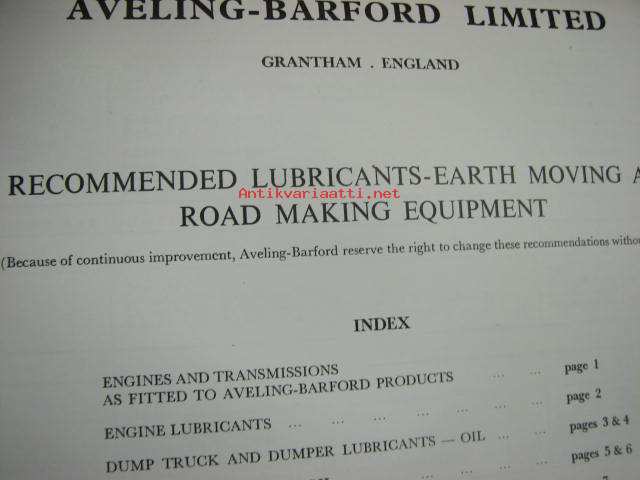 AVELING-BARFORD LIMITED
GRANTHAM . ENGLAND
RECOMMENDED LUBRICANTS-EARTH MOVING A
Antikvariaatti.net
ROAD MAKING EQUIPMENT
(Because of continuous improvement, Aveling-Barford reserve the right to change these recommendations withou
INDEX
ENGINES AND TRANSMISSIONS
AS FITTED TO AVELING-BARFORD PRODUCTS ... ... page 1
ENGINE LUBRICANTS ... ... ... ... ... ... page 2
DUMP TRUCK AND DUMPER LUBRICANTS — OIL ... ... pages 3 & 4
pages 5 & 6